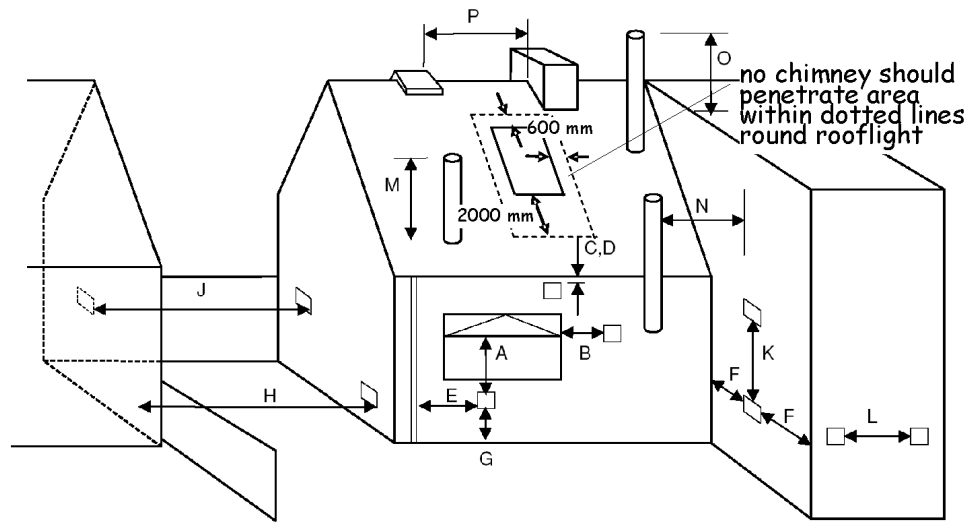 P
O
no chimney should
penetrate area
within dotted lines
round rooflight
600 mm
M
2000 mm
N
C,D
J
A
B
K
F
H
E
F
L
G